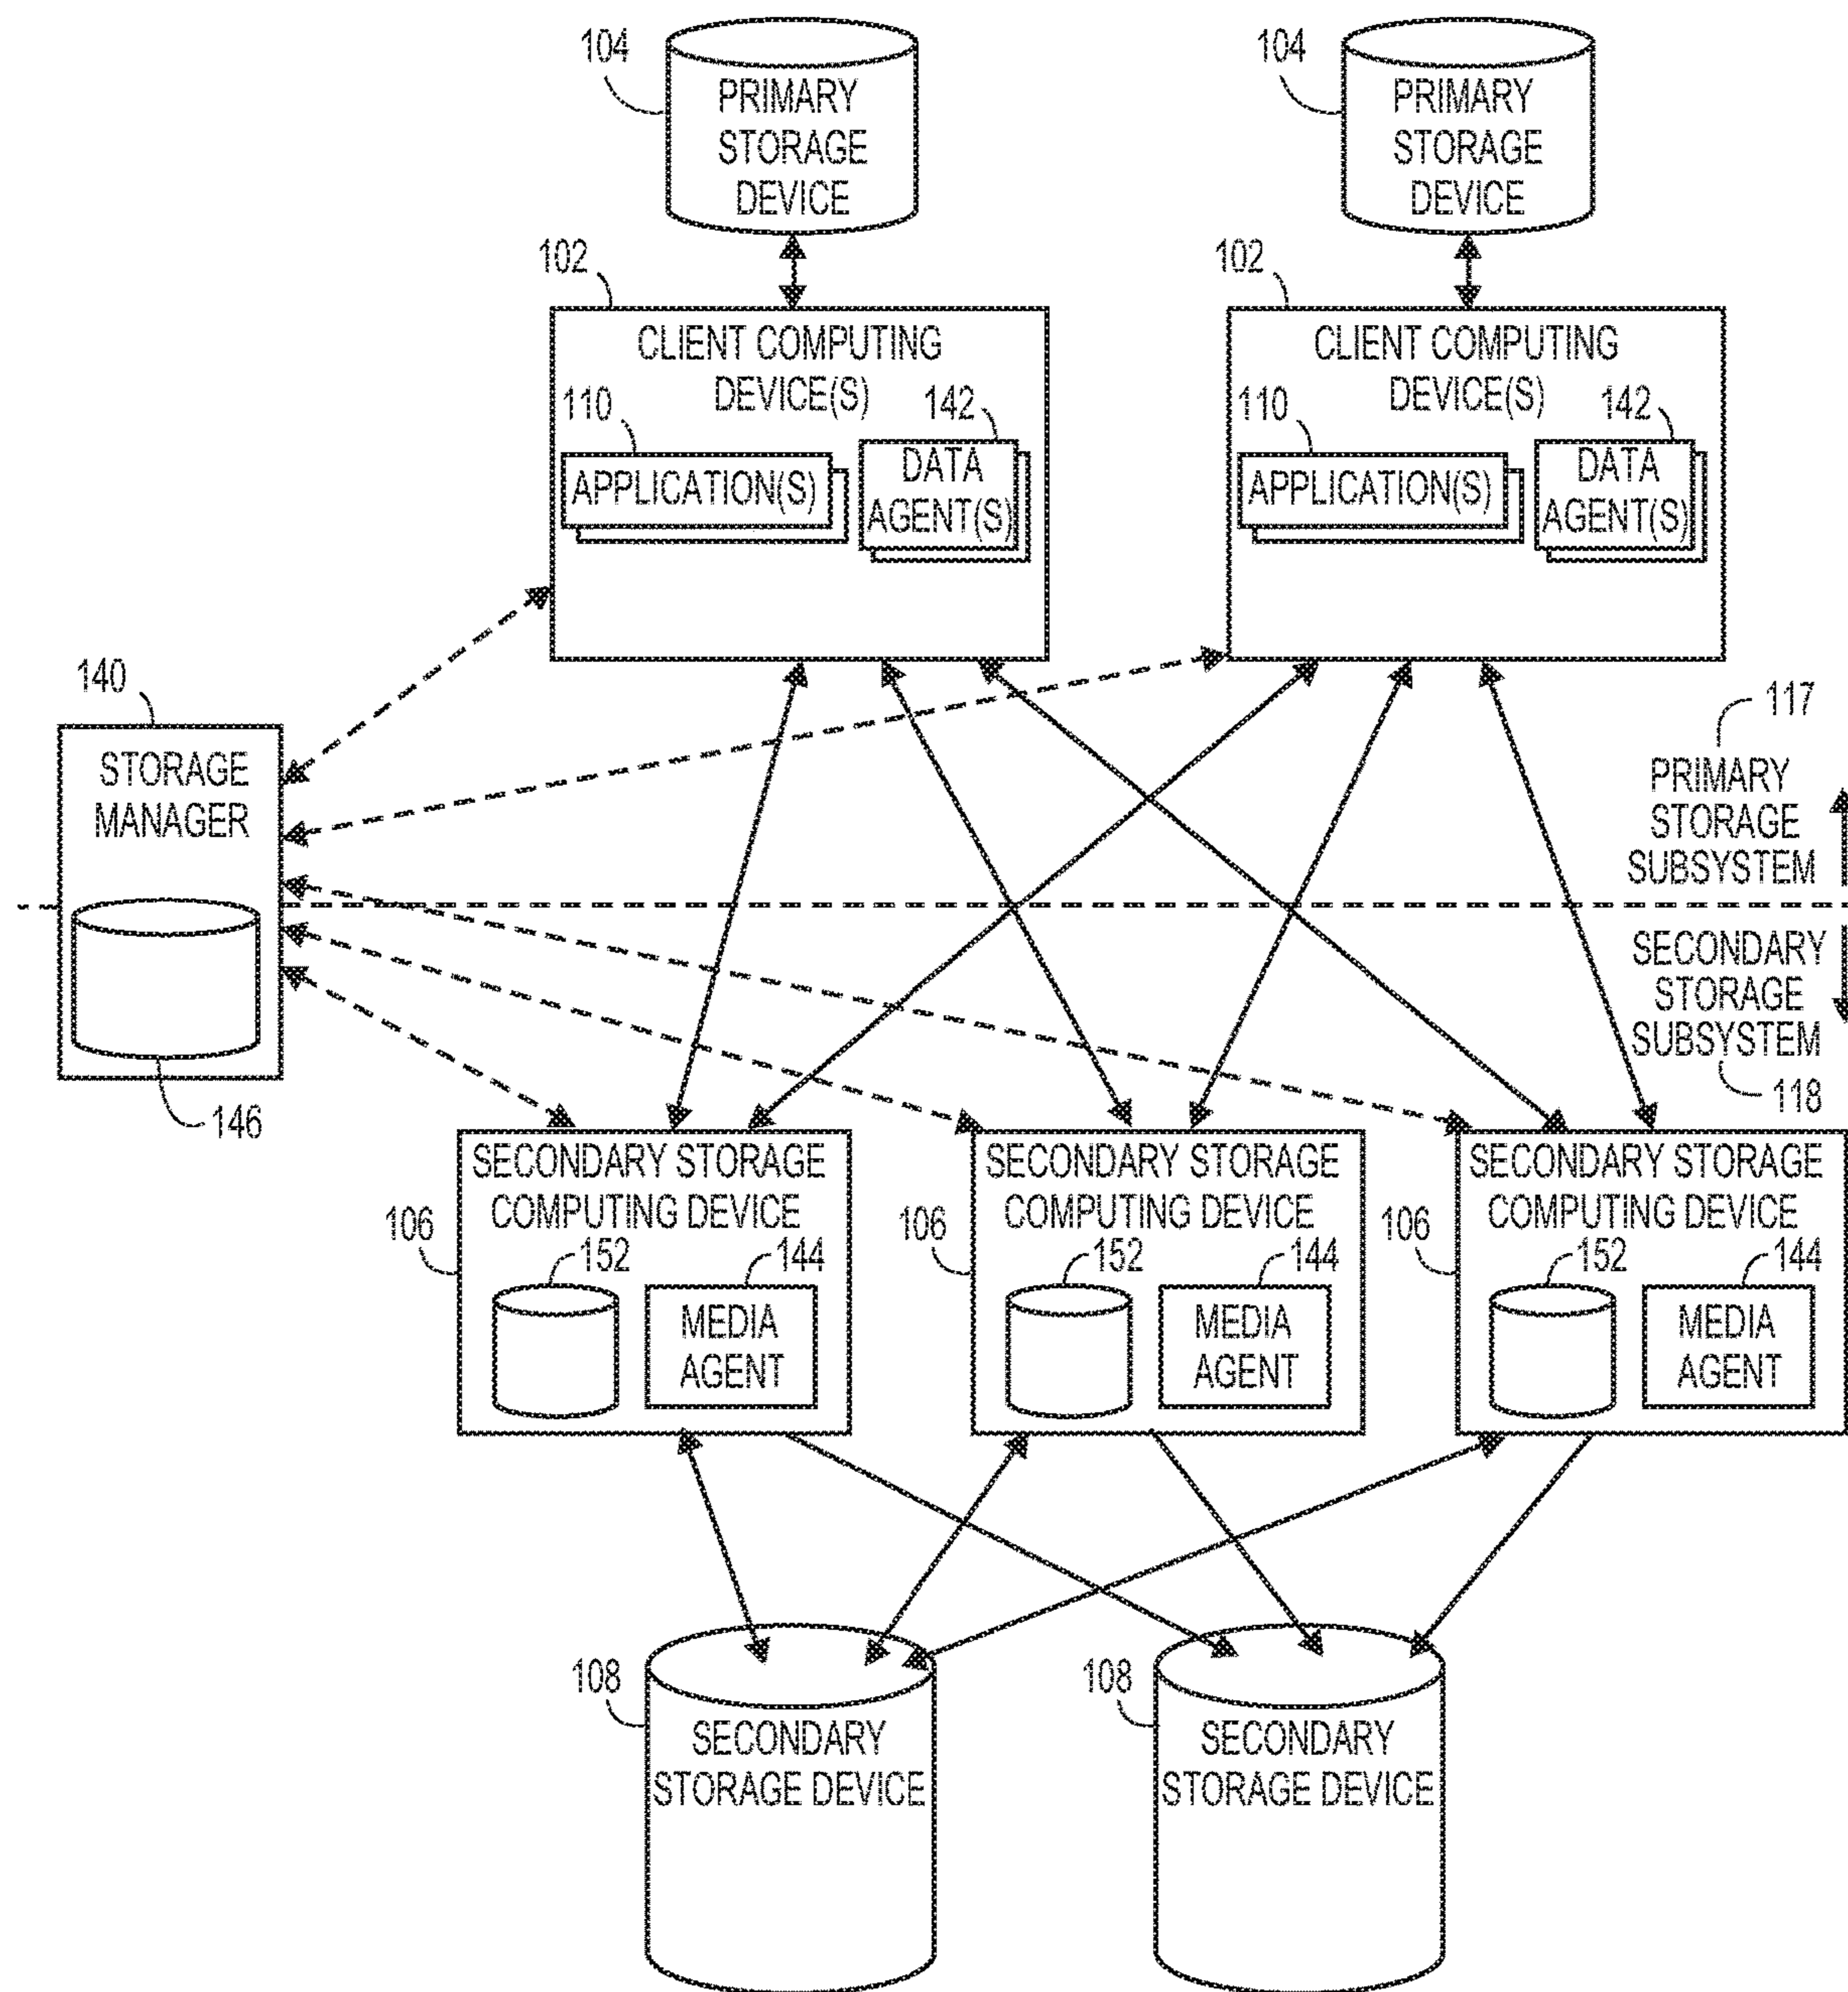 104
PRIMARY
STORAGE
DEVICE
104
PRIMARY
STORAGE
DEVICE
102
CLIENT COMPUTING
DEVICE(S)
110
142
APPLICATION(S)
DATA
AGENT(S)
102
CLIENT COMPUTING
DEVICE(S)
110
142
APPLICATION(S)
DATA
AGENT(S)
140
STORAGE
MANAGER
146
117
PRIMARY
STORAGE
SUBSYSTEM
SECONDARY
STORAGE
SUBSYSTEM
118
SECONDARY STORAGE
COMPUTING DEVICE
106
152
144
MEDIA
AGENT
SECONDARY STORAGE
COMPUTING DEVICE
106
152
144
MEDIA
AGENT
SECONDARY STORAGE
COMPUTING DEVICE
106
152
144
MEDIA
AGENT
108
SECONDARY
STORAGE DEVICE
108
SECONDARY
STORAGE DEVICE